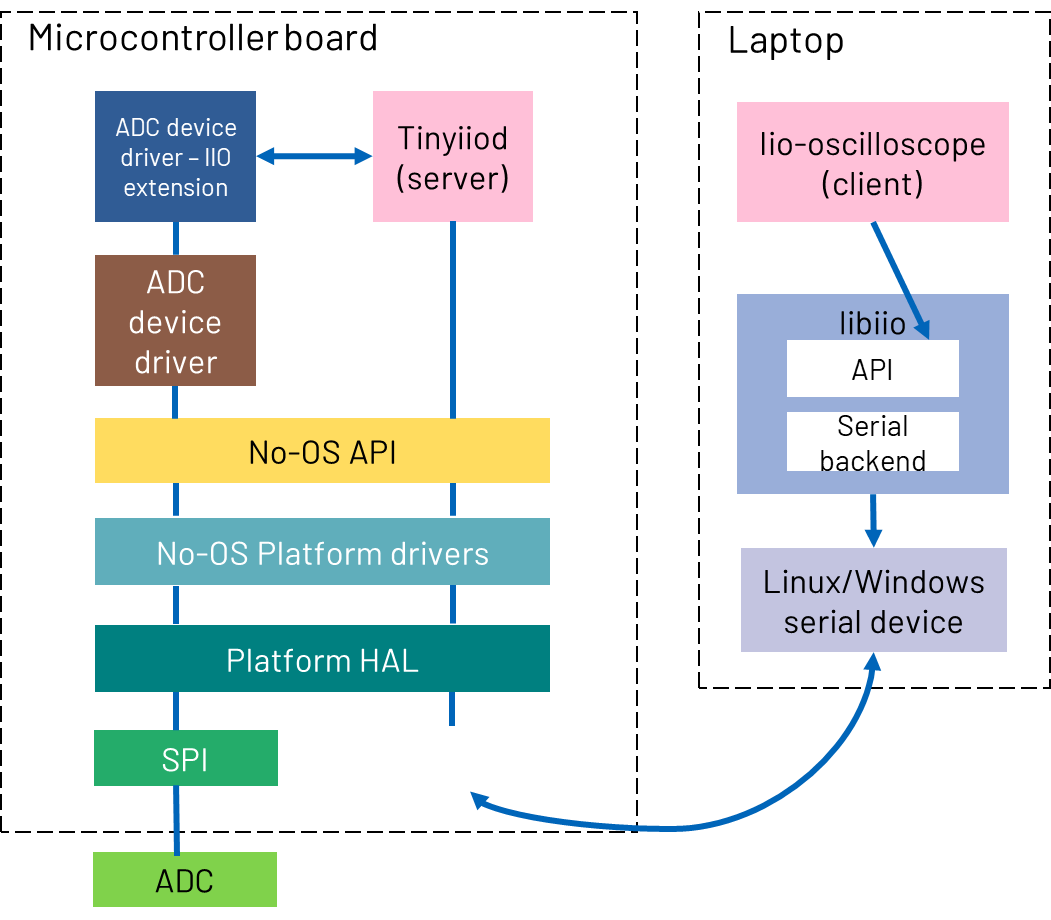 Microcontroller board
ADC device
driver – IIO
extension
Tinyiiod
(server)
ADC
device
driver
No-OS API
No-OS Platform drivers
Platform HAL
SPI
ADC
Laptop
Iio-oscilloscope
(client)
libiio
API
Serial
backend
Linux/Windows
serial device